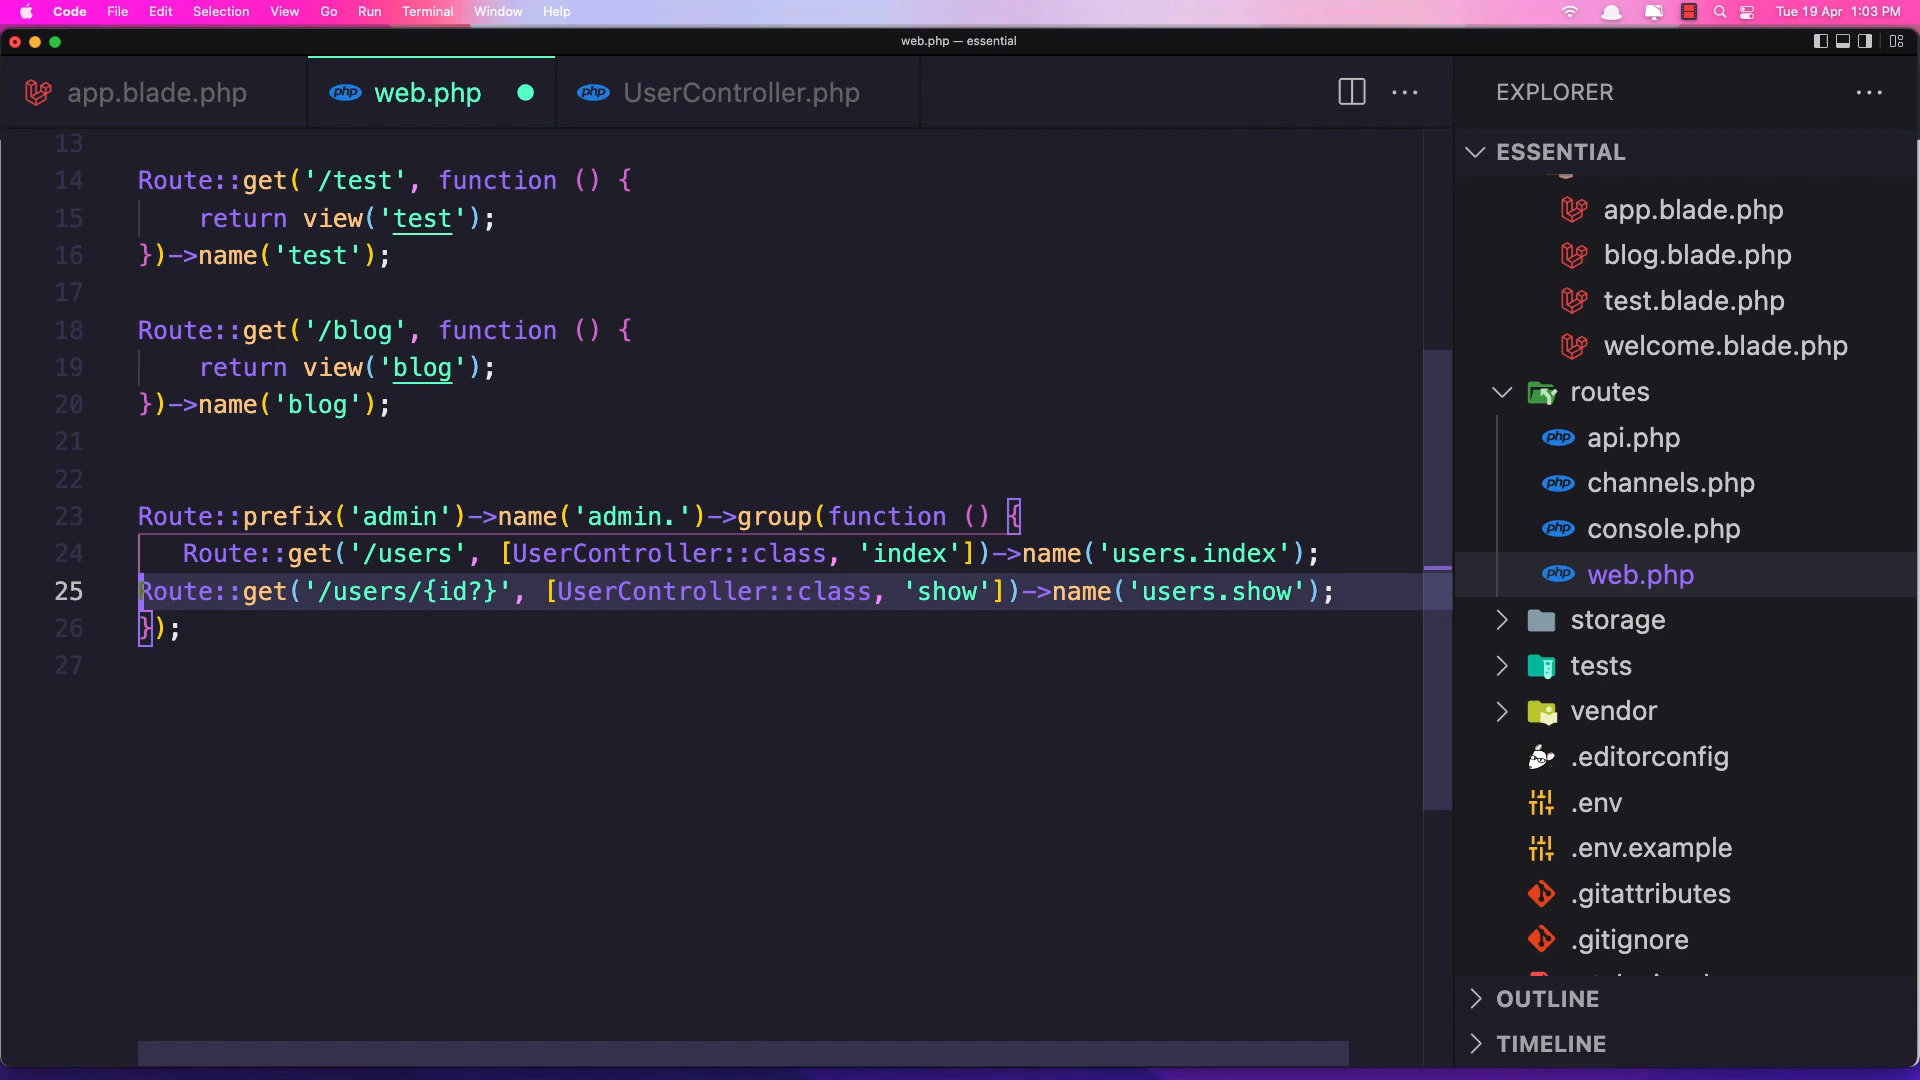 Code File Edit Selection View Go Run Terminal Window Help Tue 19 Apr 1:03 PM
web.php — essential
app.blade.php web.php UserController.php
EXPLORER
ESSENTIAL
13
14 Route::get('/test', function () {
15 return view('test');
16 })->name('test');
17
18 Route::get('/blog', function () {
19 return view('blog');
20 })->name('blog');
21
22
23 Route::prefix('admin')->name('admin.')->group(function () {
24 Route::get('/users', [UserController::class, 'index'])->name('users.index');
25 Route::get('/users/{id?}', [UserController::class, 'show'])->name('users.show');
26 });
27
app.blade.php
blog.blade.php
test.blade.php
welcome.blade.php
routes
php api.php
php channels.php
php console.php
php web.php
storage
tests
vendor
.editorconfig
.env
.env.example
.gitattributes
.gitignore
OUTLINE
TIMELINE